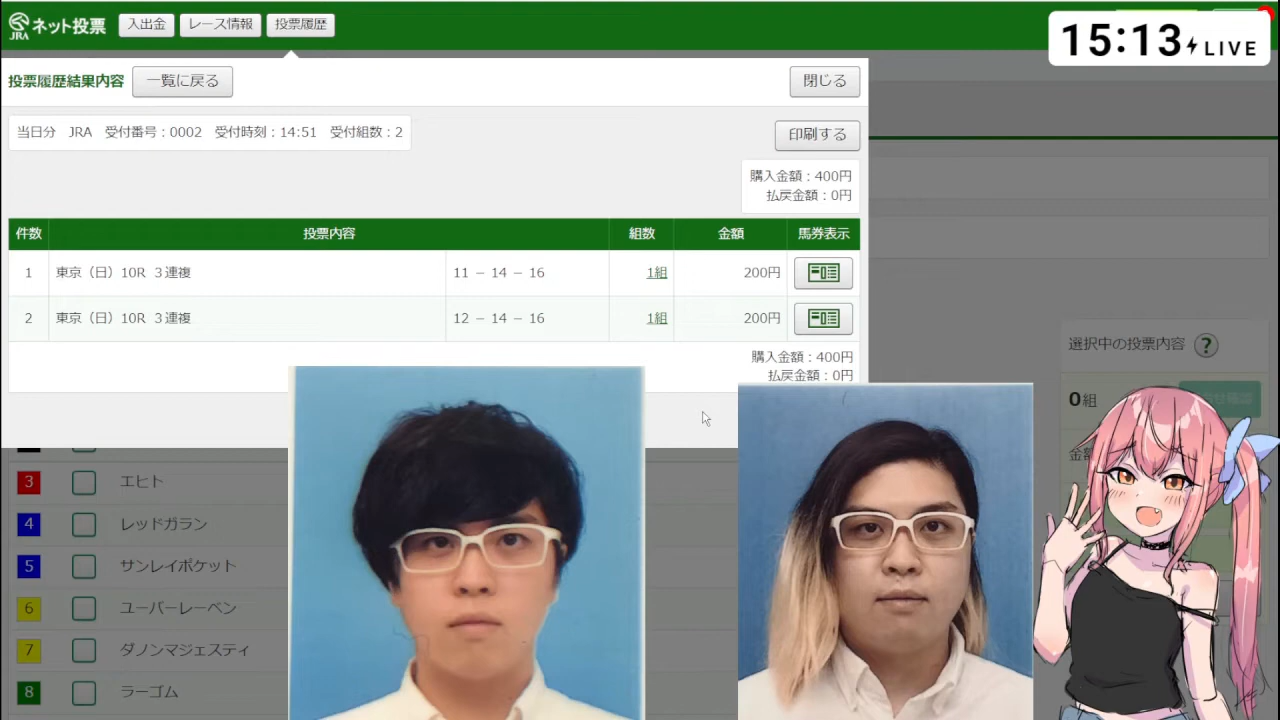 JRA ネット投票 入出金 レース情報 投票履歴
15:13 LIVE
投票履歴結果内容 一覧に戻る 閉じる
当日分 JRA 受付番号：0002 受付時刻：14:51 受付組数：2 印刷する
購入金額：400円
払戻金額：0円
件数 投票内容 組数 金額 馬券表示
1 東京（日）10R ３連複 11 － 14 － 16 1組 200円
2 東京（日）10R ３連複 12 － 14 － 16 1組 200円
購入金額：400円
払戻金額：0円
選択中の投票内容 ?
0組
3 エヒト
4 レッドガラン
5 サンレイポケット
6 ユーバーレーベン
7 ダノンマジェスティ
8 ラーゴム